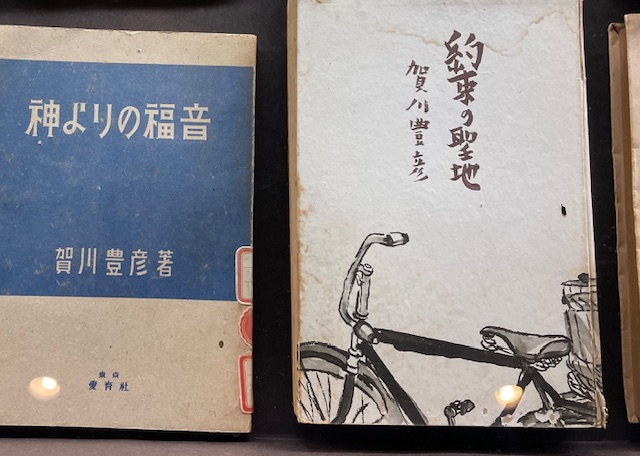 神よりの福音
賀川豊彦著
東京
愛育社
約束の聖地
賀川豊彦